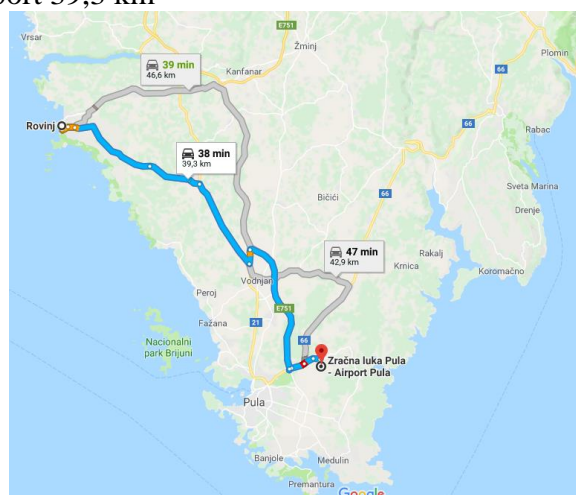 port 39,3 km
Vrsar
E751
Žminj
Plomin
39 min
46,6 km
Kanfanar
66
Rovinj
66
Rabac
38 min
39,3 km
Sveta Marina
66
Bičići
Drenje
47 min
42,9 km
Rakalj
Krnica
Koromačno
Vodnjan
Peroj
E751
Fažana
21
66
Nacionalni
park Brijuni
Zračna luka Pula
- Airport Pula
Pula
Banjole
Medulin
Premantura
Google